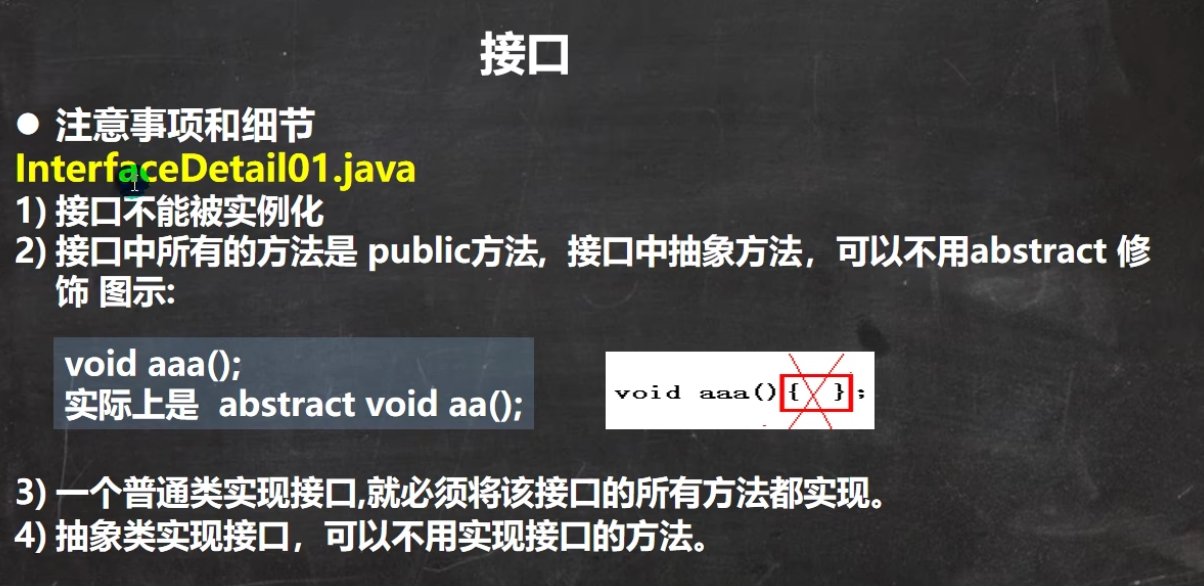 接口
● 注意事项和细节
InterfaceDetail01.java
1) 接口不能被实例化
2) 接口中所有的方法是 public方法, 接口中抽象方法，可以不用abstract 修
饰 图示:
void aaa();
实际上是 abstract void aa();
void aaa(){ };
3) 一个普通类实现接口,就必须将该接口的所有方法都实现。
4) 抽象类实现接口，可以不用实现接口的方法。